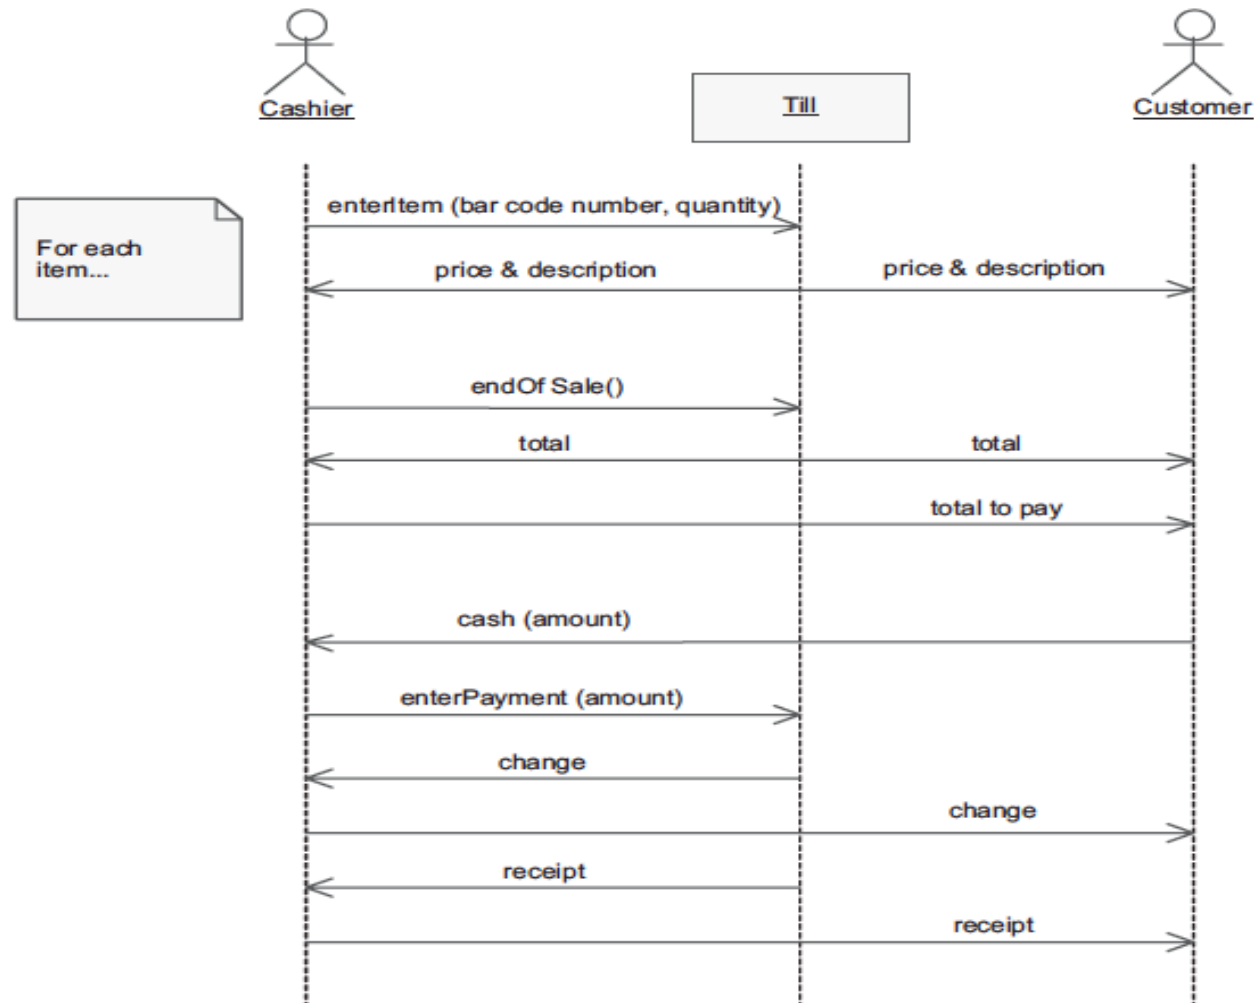 Cashier
Till
Customer
enterItem (bar code number, quantity)
For each
item...
price & description
price & description
endOf Sale()
total
total
total to pay
cash (amount)
enterPayment (amount)
change
change
receipt
receipt